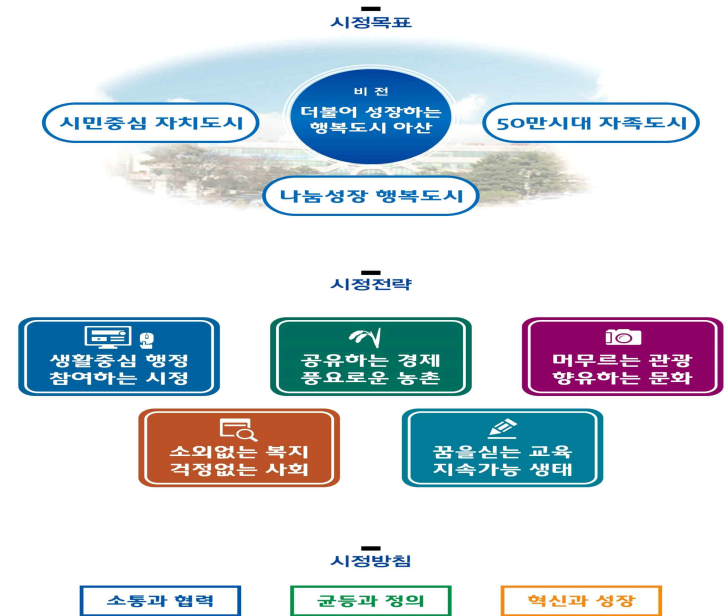 시정목표
비 전
더불어 성장하는
행복도시 아산
시민중심 자치도시
50만시대 자족도시
나눔성장 행복도시
시정전략
생활중심 행정
참여하는 시정
공유하는 경제
풍요로운 농촌
머무르는 관광
향유하는 문화
소외없는 복지
걱정없는 사회
꿈을싣는 교육
지속가능 생태
시정방침
소통과 협력
균등과 정의
혁신과 성장